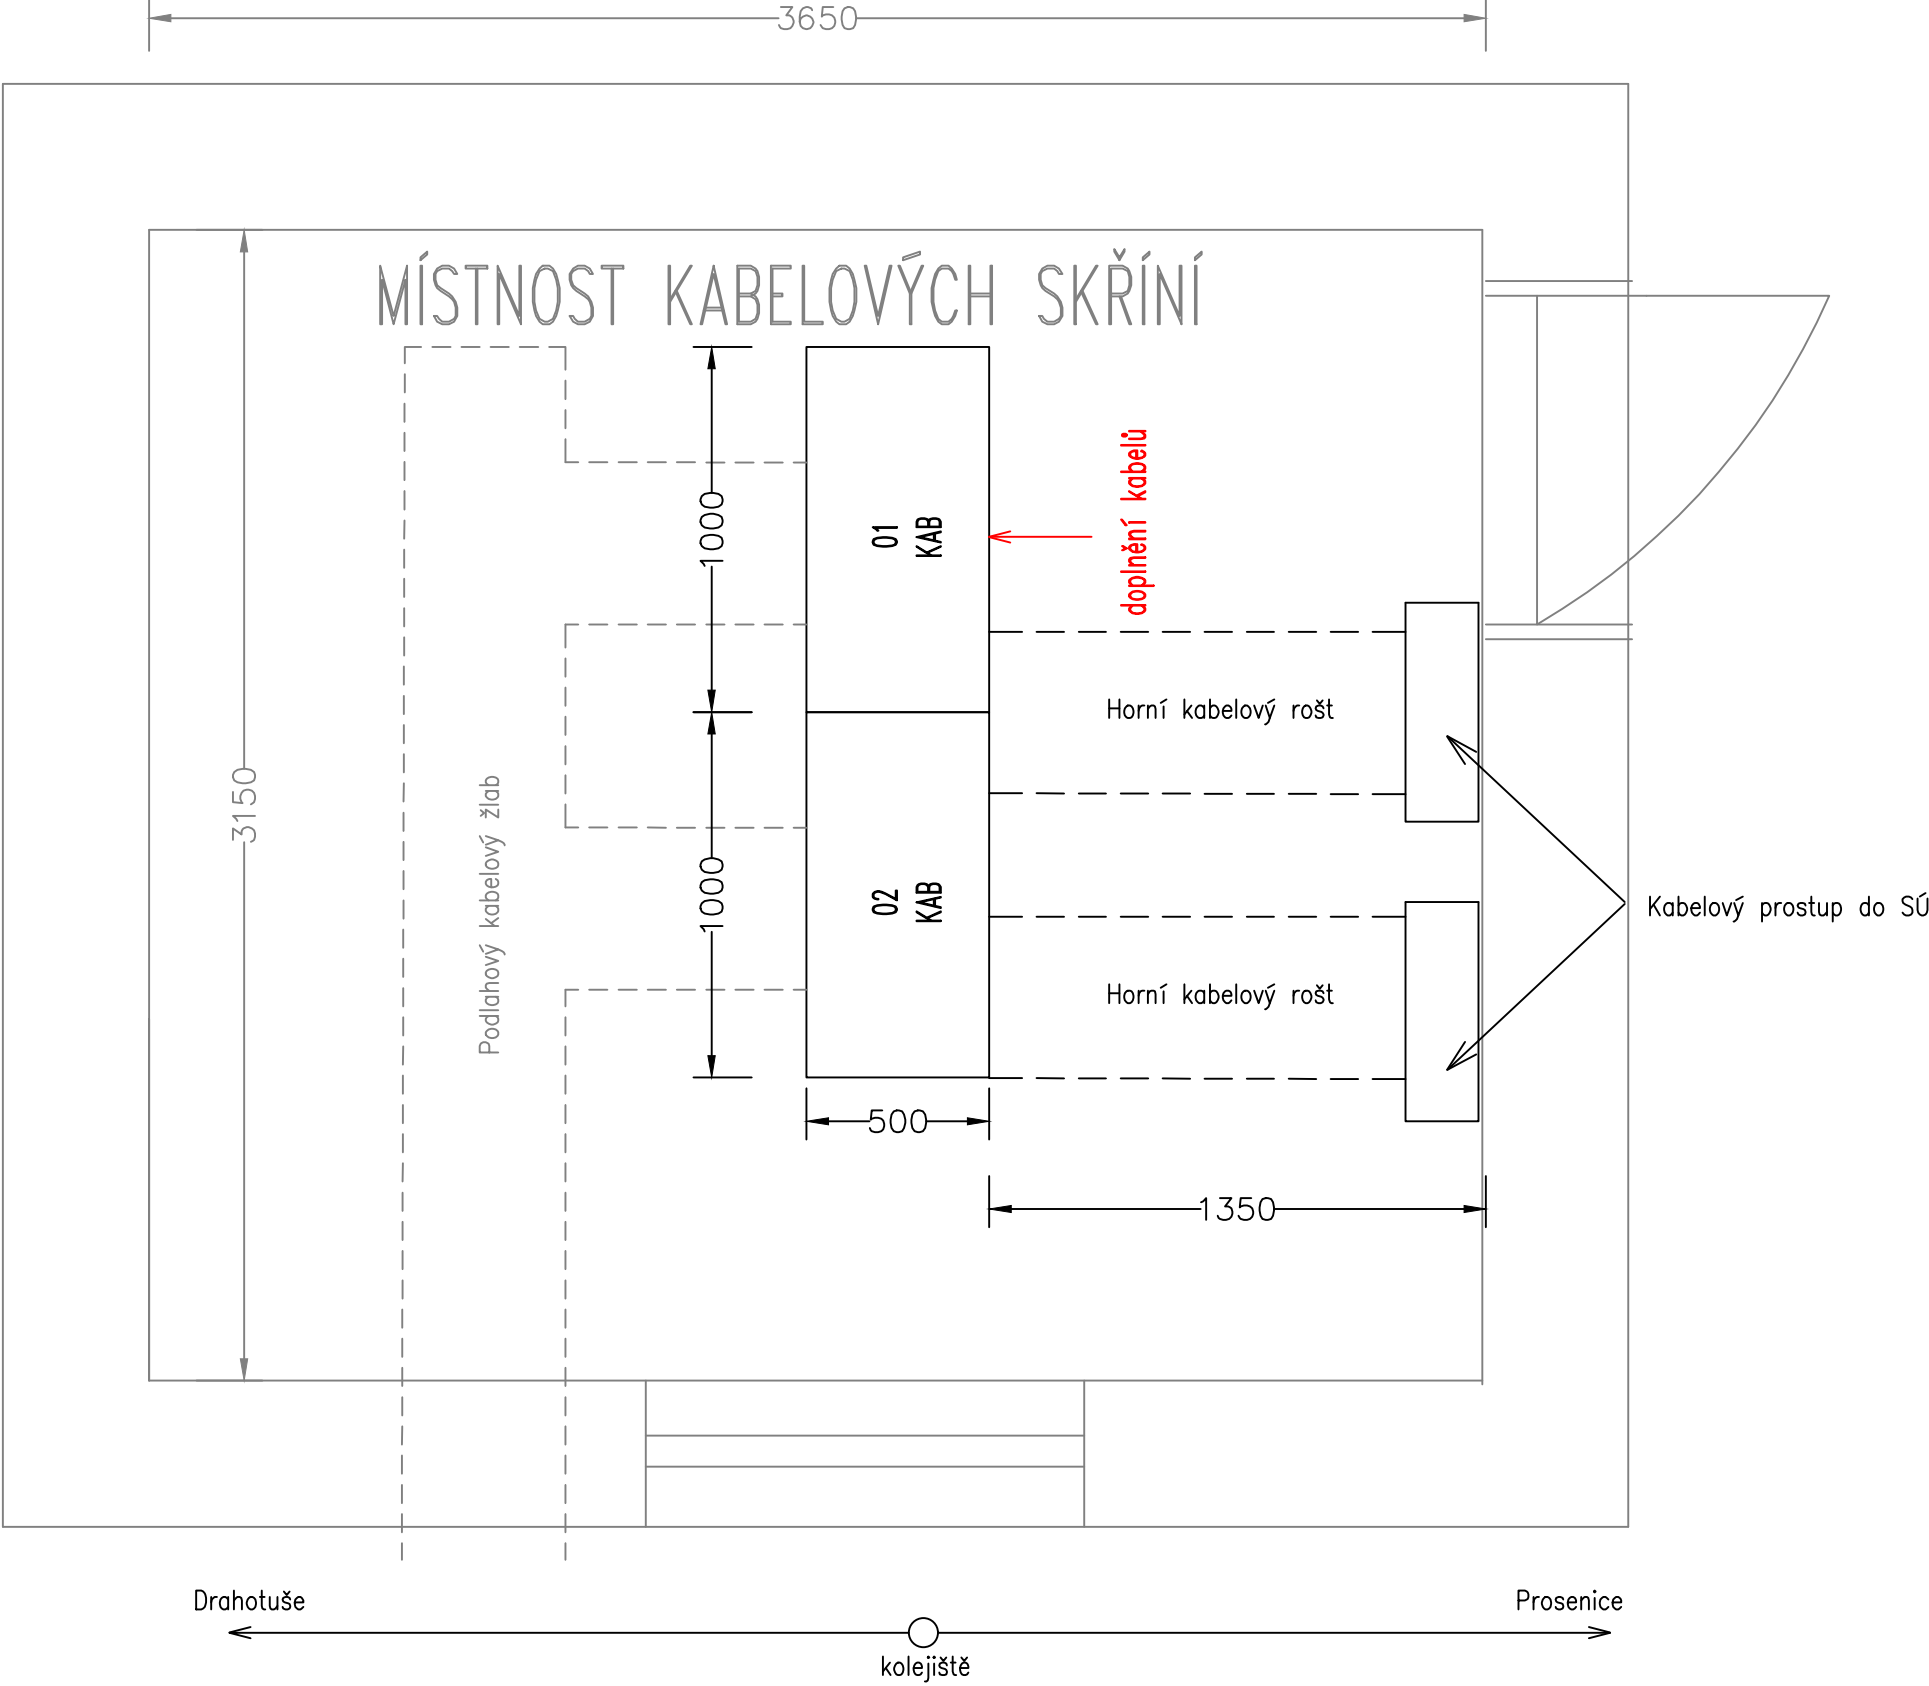 3650
MÍSTNOST KABELOVÝCH SKŘÍNÍ
1000
01
KAB
doplnění kabelů
Horní kabelový rošt
3150
Podlahový kabelový žlab
1000
02
KAB
Kabelový prostup do SÚ
Horní kabelový rošt
500
1350
Drahotuše
Prosenice
kolejiště